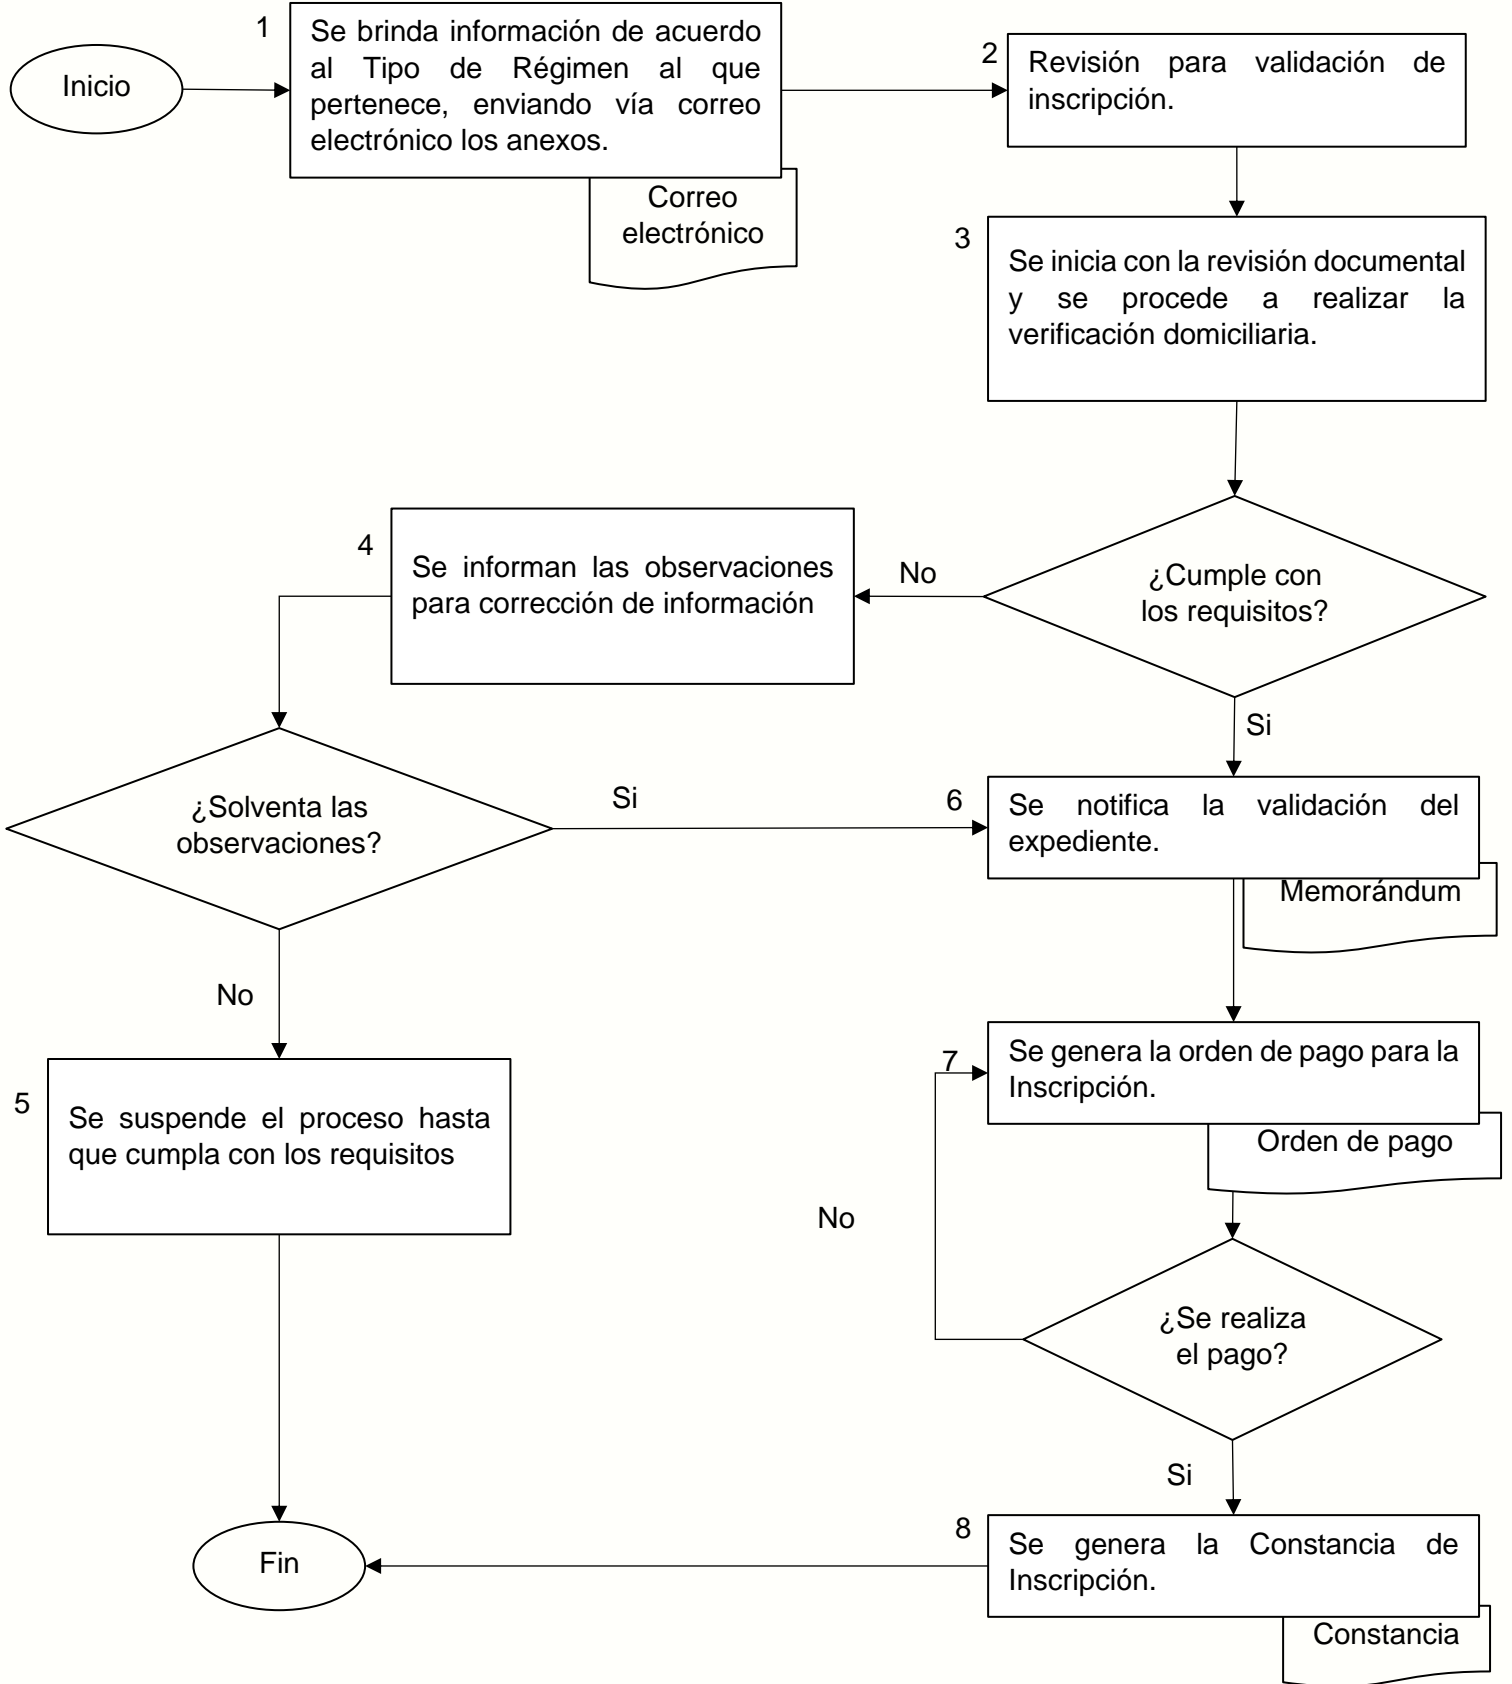 1
Se brinda información de acuerdo
al Tipo de Régimen al que
pertenece, enviando vía correo
electrónico los anexos.
Inicio
Correo
electrónico
2
Revisión para validación de
inscripción.
3
Se inicia con la revisión documental
y se procede a realizar la
verificación domiciliaria.
¿Cumple con
los requisitos?
No
4
Se informan las observaciones
para corrección de información
Si
¿Solventa las
observaciones?
Si
6
Se notifica la validación del
expediente.
Memorándum
No
5
Se suspende el proceso hasta
que cumpla con los requisitos
7
Se genera la orden de pago para la
Inscripción.
Orden de pago
No
¿Se realiza
el pago?
Si
8
Se genera la Constancia de
Inscripción.
Constancia
Fin